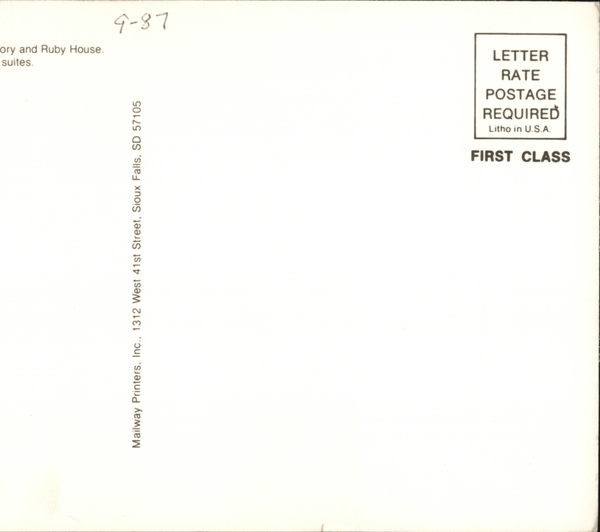 9-87
ory and Ruby House.
suites.
Mailway Printers, Inc., 1312 West 41st Street, Sioux Falls, SD 57105
LETTER
RATE
POSTAGE
REQUIRED
Litho in U.S.A.
FIRST CLASS